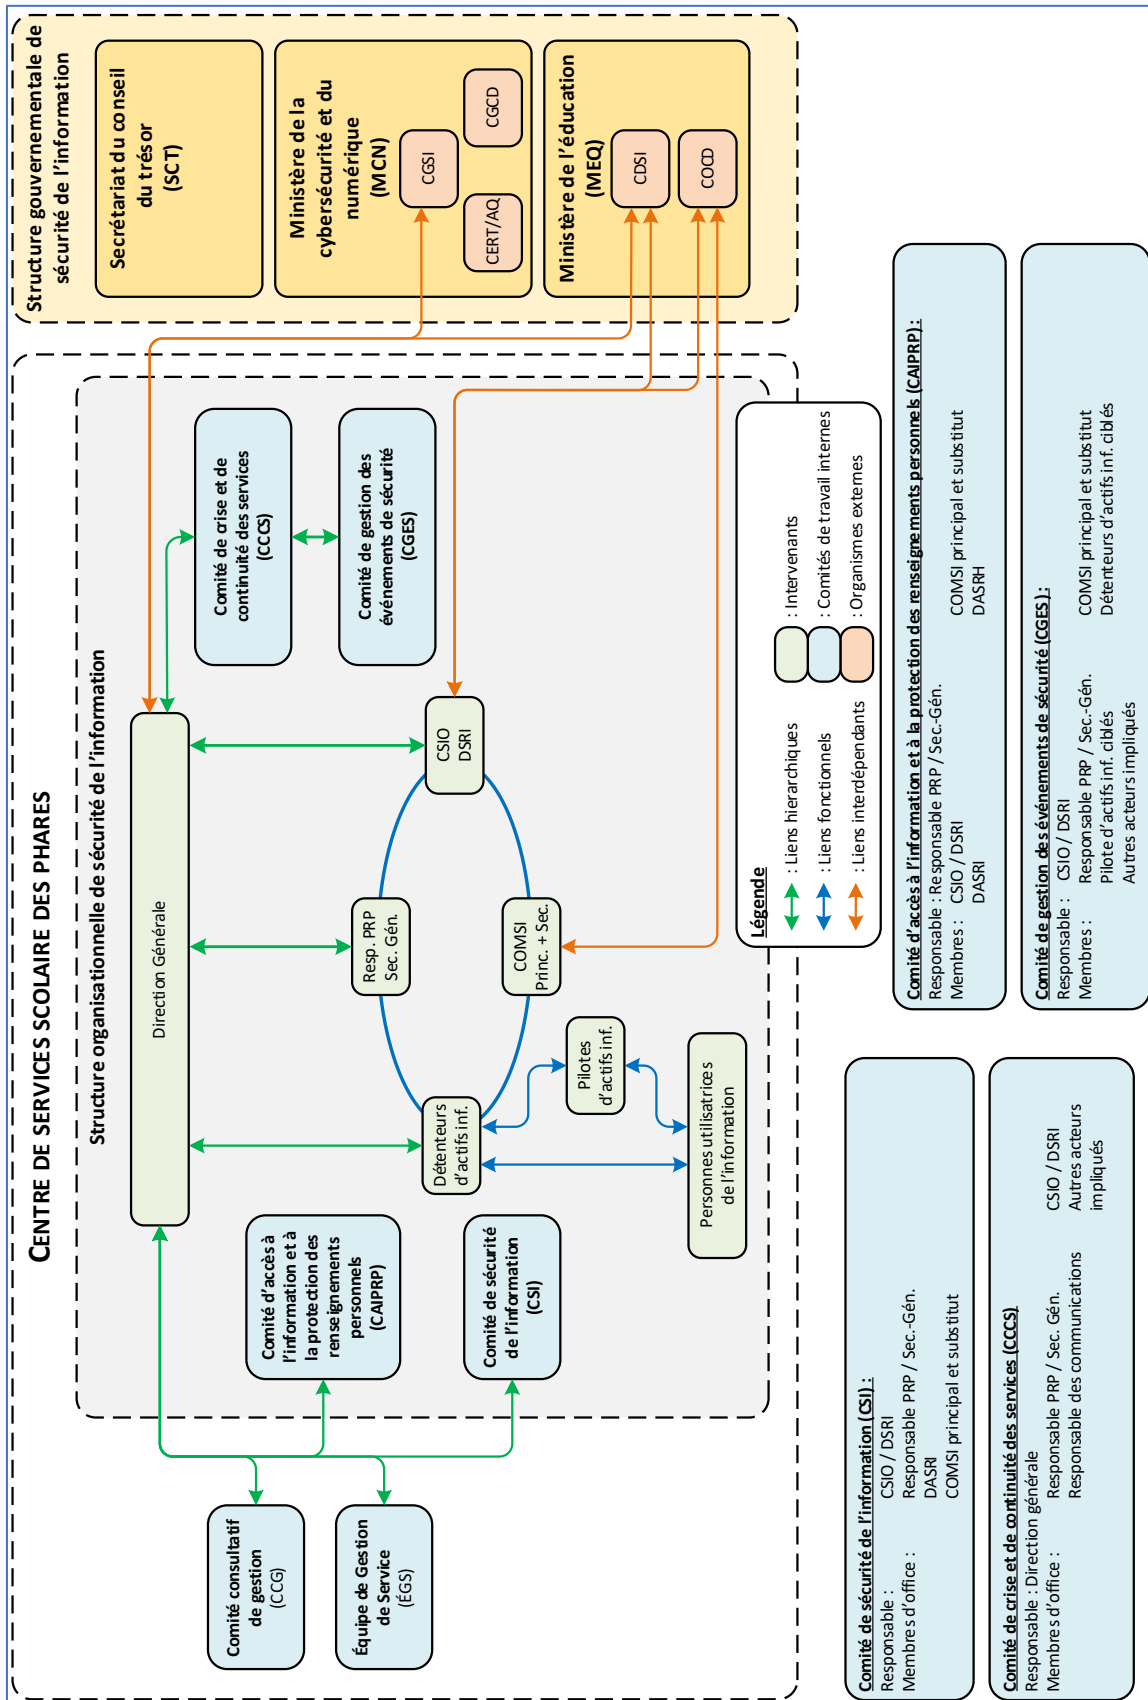 CENTRE DE SERVICES SCOLAIRE DES PHARES
Structure organisationnelle de sécurité de l'information
Comité consultatif
de gestion
(CCG)
Équipe de Gestion
de Service
(ÉGS)
Direction Générale
Comité d'accès à
l'information et à
la protection des
renseignements
personnels
(CAIPRP)
Comité de sécurité
de l'information
(CSI)
Détenteurs
d'actifs inf.
Resp. PRP
Sec. Gén.
COMSI
Princ. + Sec.
CSIO
DSRI
Pilotes
d'actifs inf.
Personnes utilisatrices
de l'information
Comité de crise et de
continuité des services
(CCCS)
Comité de gestion des
événements de sécurité
(CGES)
Structure gouvernementale de
sécurité de l'information
Secrétariat du conseil
du trésor
(SCT)
Ministère de la
cybersécurité et du
numérique
(MCN)
CGSI
CERT/AQ
CGCD
Ministère de l'éducation
(MEQ)
CDSI
COCD
Légende
: Liens hierarchiques
: Liens fonctionnels
: Liens interdépendants
: Intervenants
: Comités de travail internes
: Organismes externes
Comité de sécurité de l'information (CSI) :
Responsable : CSIO / DSRI
Membres d'office : Responsable PRP / Sec.-Gén.
DASRI
COMSI principal et substitut
Comité d'accès à l'information et à la protection des renseignements personnels (CAIPRP) :
Responsable : Responsable PRP / Sec.-Gén.
Membres : CSIO / DSRI COMSI principal et substitut
DASRI DASRH
Comité de crise et de continuité des services (CCCS)
Responsable : Direction générale
Membres d'office : Responsable PRP / Sec. Gén. CSIO / DSRI
Responsable des communications Autres acteurs
impliqués
Comité de gestion des événements de sécurité (CGES) :
Responsable : CSIO / DSRI
Membres : Responsable PRP / Sec.-Gén. COMSI principal et substitut
Pilote d'actifs inf. ciblés Détenteurs d'actifs inf. ciblés
Autres acteurs impliqués